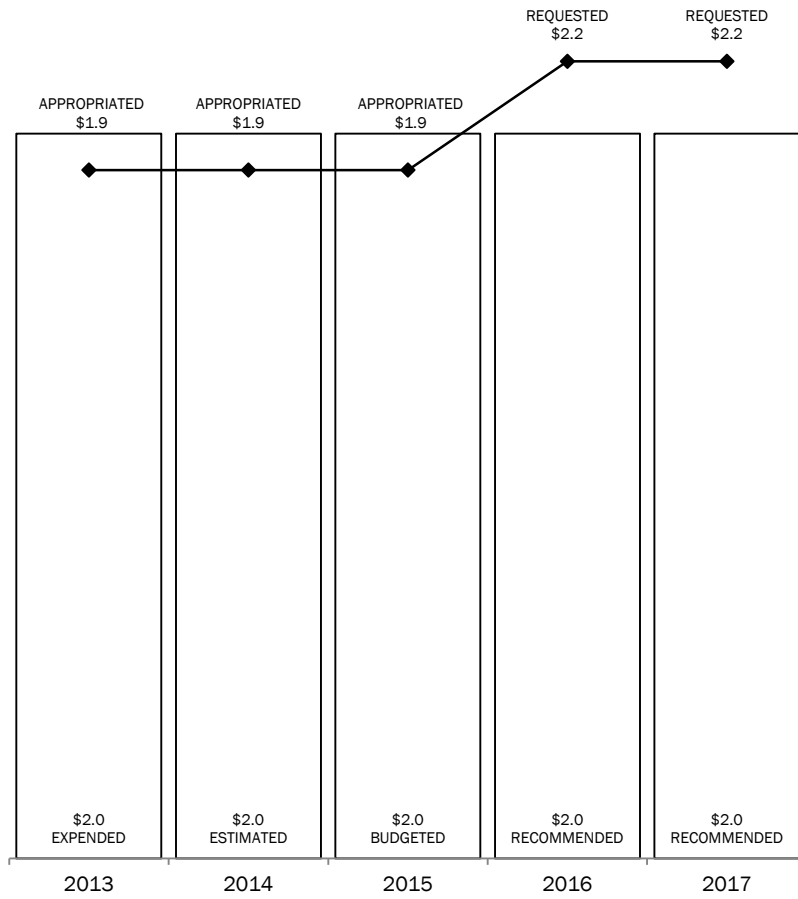 REQUESTED
$2.2
REQUESTED
$2.2
APPROPRIATED
$1.9
APPROPRIATED
$1.9
APPROPRIATED
$1.9
$2.0
EXPENDED
$2.0
ESTIMATED
$2.0
BUDGETED
$2.0
RECOMMENDED
$2.0
RECOMMENDED
2013
2014
2015
2016
2017